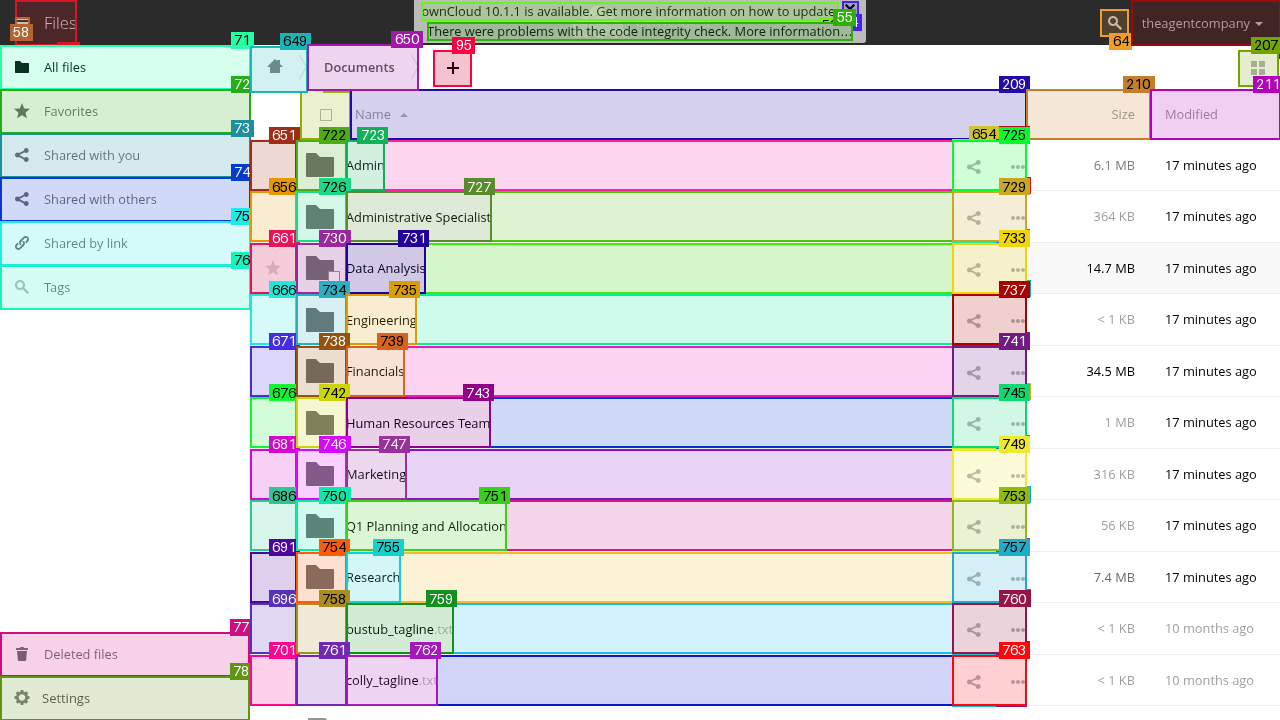 ownCloud 10.1.1 is available. Get more information on how to update.
There were problems with the code integrity check. More information…
55
58
Files
64
theagentcompany
71
649
650
95
207
All files
Documents
+
72
209
210
211
Favorites
Name
Size
Modified
73
651
722
723
654
725
Shared with you
Admin
6.1 MB
17 minutes ago
74
656
726
727
729
Shared with others
Administrative Specialist
364 KB
17 minutes ago
75
661
730
731
733
Shared by link
Data Analysis
14.7 MB
17 minutes ago
76
666
734
735
737
Tags
Engineering
< 1 KB
17 minutes ago
671
738
739
741
Financials
34.5 MB
17 minutes ago
676
742
743
745
Human Resources Team
1 MB
17 minutes ago
681
746
747
749
Marketing
316 KB
17 minutes ago
686
750
751
753
Q1 Planning and Allocation
56 KB
17 minutes ago
691
754
755
757
Research
7.4 MB
17 minutes ago
696
758
759
760
bustub_tagline.txt
< 1 KB
10 months ago
77
701
761
762
763
Deleted files
colly_tagline.txt
< 1 KB
10 months ago
78
Settings